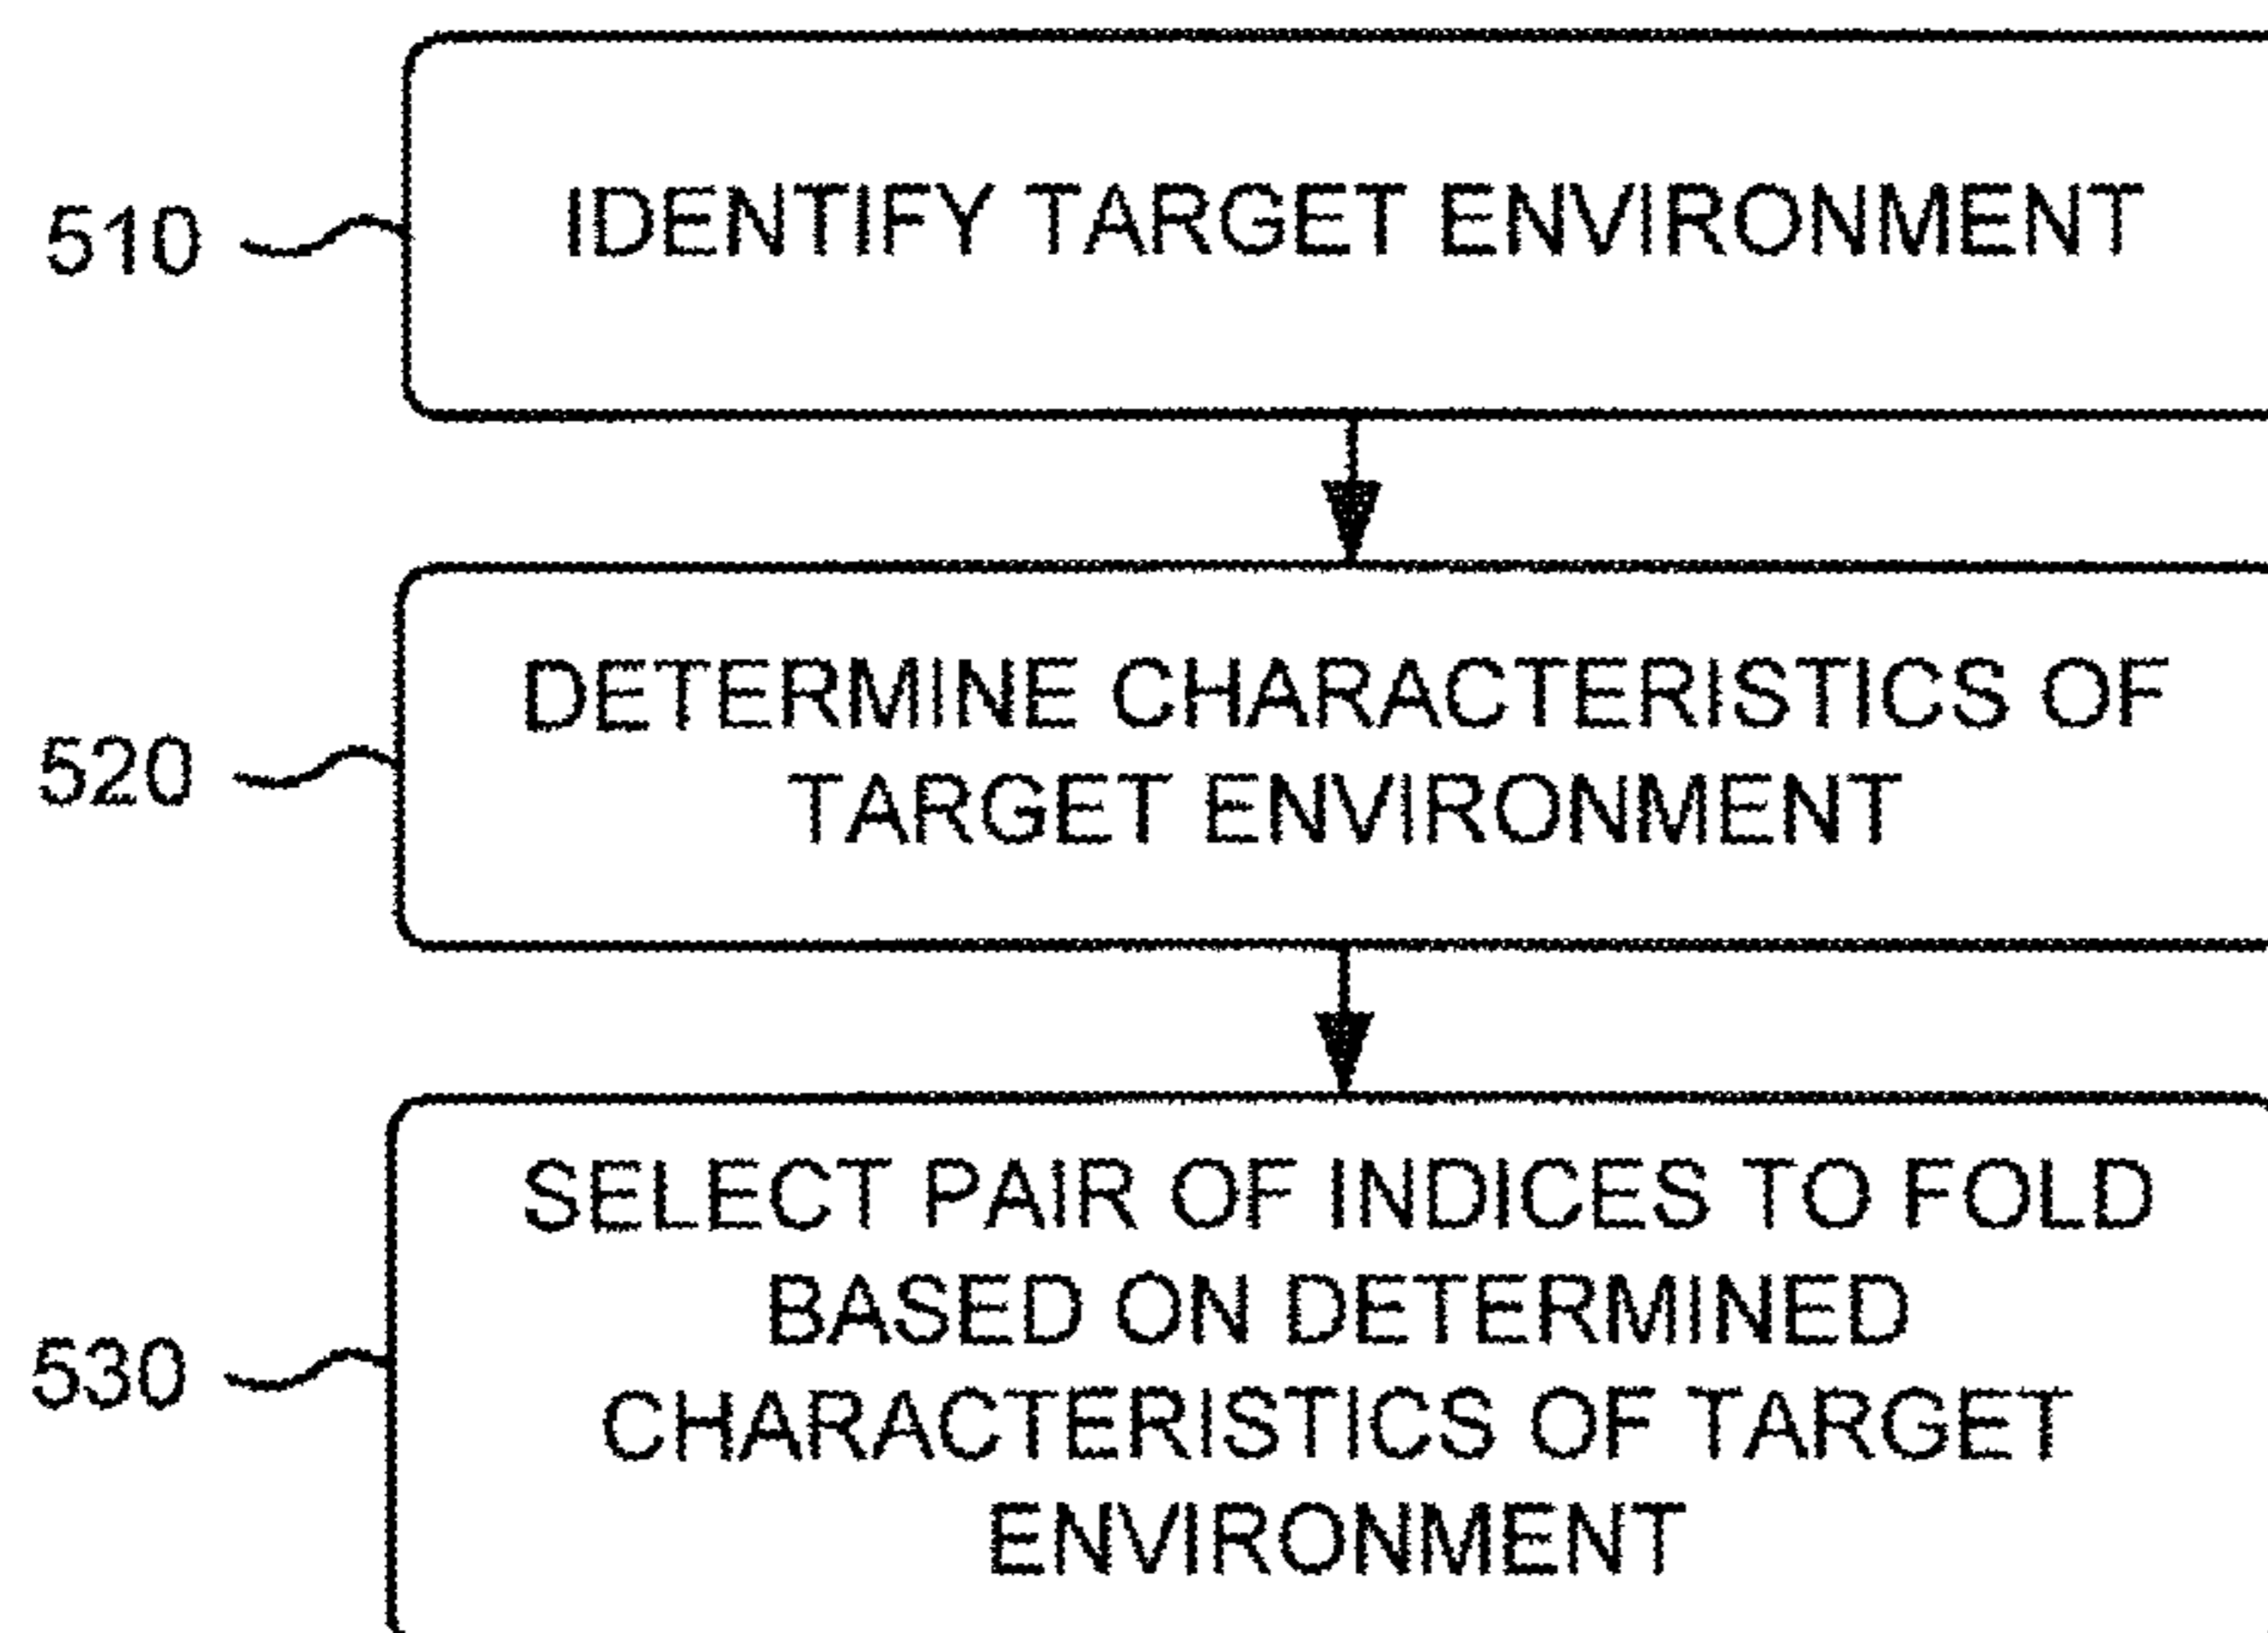 510
IDENTIFY TARGET ENVIRONMENT
520
DETERMINE CHARACTERISTICS OF
TARGET ENVIRONMENT
530
SELECT PAIR OF INDICES TO FOLD
BASED ON DETERMINED
CHARACTERISTICS OF TARGET
ENVIRONMENT